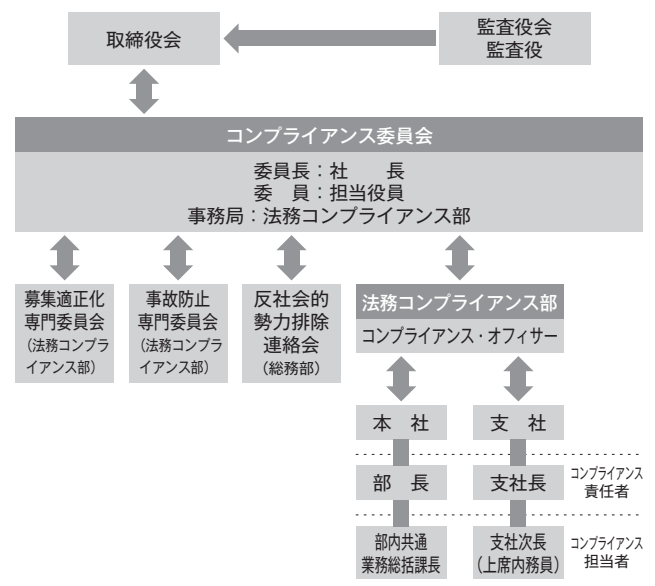 取締役会
監査役会
監査役
コンプライアンス委員会
委員長：社　　長
委　員：担当役員
事務局：法務コンプライアンス部
募集適正化
専門委員会
（法務コンプラ
イアンス部）
事故防止
専門委員会
（法務コンプラ
イアンス部）
反社会的
勢力排除
連絡会
（総務部）
法務コンプライアンス部
コンプライアンス・オフィサー
本　社
支　社
部　長
支社長
コンプライアンス
責任者
部内共通
業務総括課長
支社次長
（上席内務員）
コンプライアンス
担当者